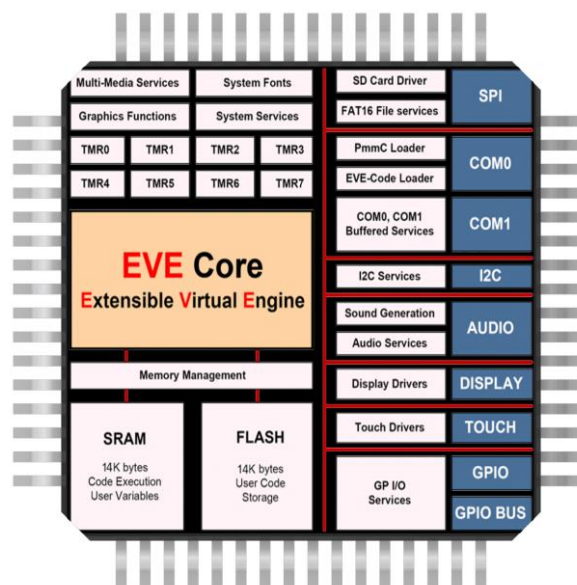 Multi-Media Services
System Fonts
Graphics Functions
System Services
TMR0
TMR1
TMR2
TMR3
TMR4
TMR5
TMR6
TMR7
EVE Core
Extensible Virtual Engine
Memory Management
SRAM
14K bytes
Code Execution
User Variables
FLASH
14K bytes
User Code
Storage
SD Card Driver
FAT16 File services
SPI
PmmC Loader
EVE-Code Loader
COM0
COM0, COM1
Buffered Services
COM1
I2C Services
I2C
Sound Generation
Audio Services
AUDIO
Display Drivers
DISPLAY
Touch Drivers
TOUCH
GP I/O
Services
GPIO
GPIO BUS